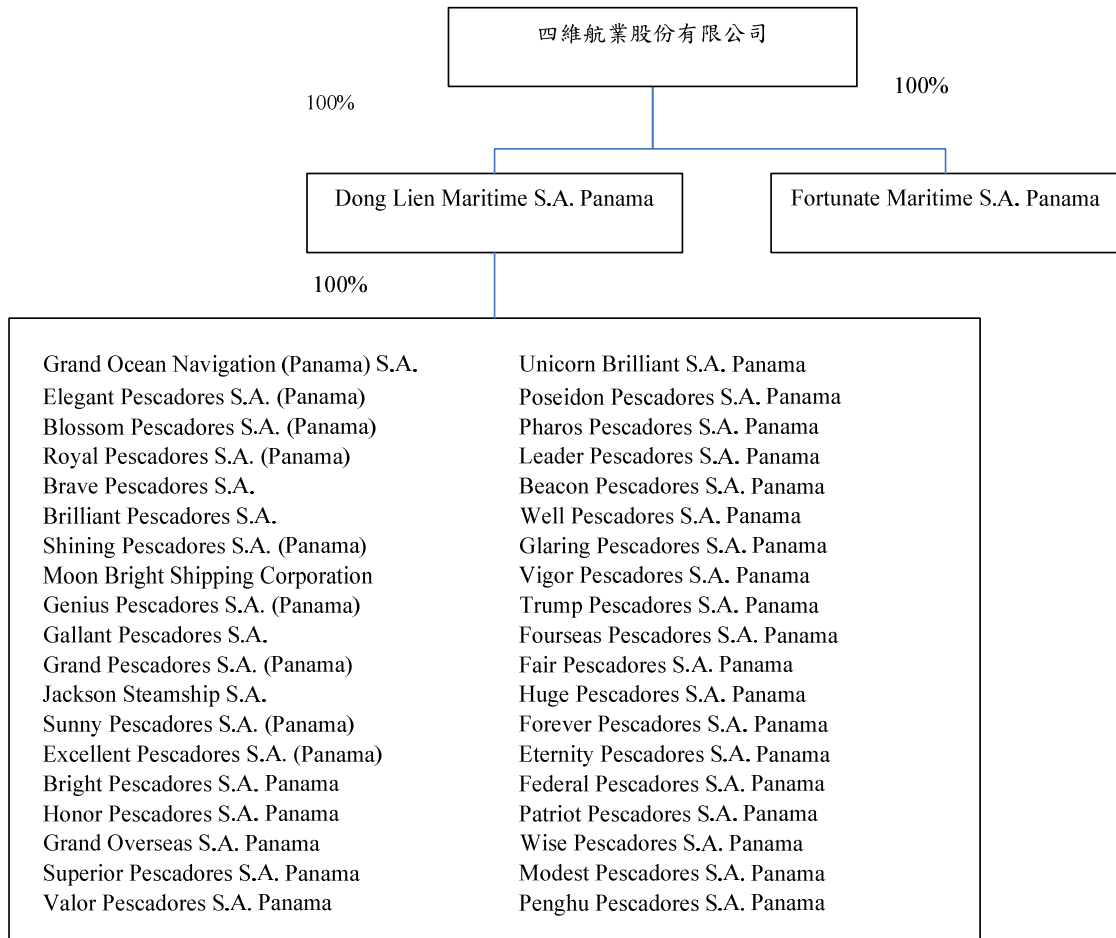 四維航業股份有限公司
100%
100%
Dong Lien Maritime S.A. Panama
Fortunate Maritime S.A. Panama
100%
Grand Ocean Navigation (Panama) S.A.
Elegant Pescadores S.A. (Panama)
Blossom Pescadores S.A. (Panama)
Royal Pescadores S.A. (Panama)
Brave Pescadores S.A.
Brilliant Pescadores S.A.
Shining Pescadores S.A. (Panama)
Moon Bright Shipping Corporation
Genius Pescadores S.A. (Panama)
Gallant Pescadores S.A.
Grand Pescadores S.A. (Panama)
Jackson Steamship S.A.
Sunny Pescadores S.A. (Panama)
Excellent Pescadores S.A. (Panama)
Bright Pescadores S.A. Panama
Honor Pescadores S.A. Panama
Grand Overseas S.A. Panama
Superior Pescadores S.A. Panama
Valor Pescadores S.A. Panama
Unicorn Brilliant S.A. Panama
Poseidon Pescadores S.A. Panama
Pharos Pescadores S.A. Panama
Leader Pescadores S.A. Panama
Beacon Pescadores S.A. Panama
Well Pescadores S.A. Panama
Glaring Pescadores S.A. Panama
Vigor Pescadores S.A. Panama
Trump Pescadores S.A. Panama
Fourseas Pescadores S.A. Panama
Fair Pescadores S.A. Panama
Huge Pescadores S.A. Panama
Forever Pescadores S.A. Panama
Eternity Pescadores S.A. Panama
Federal Pescadores S.A. Panama
Patriot Pescadores S.A. Panama
Wise Pescadores S.A. Panama
Modest Pescadores S.A. Panama
Penghu Pescadores S.A. Panama